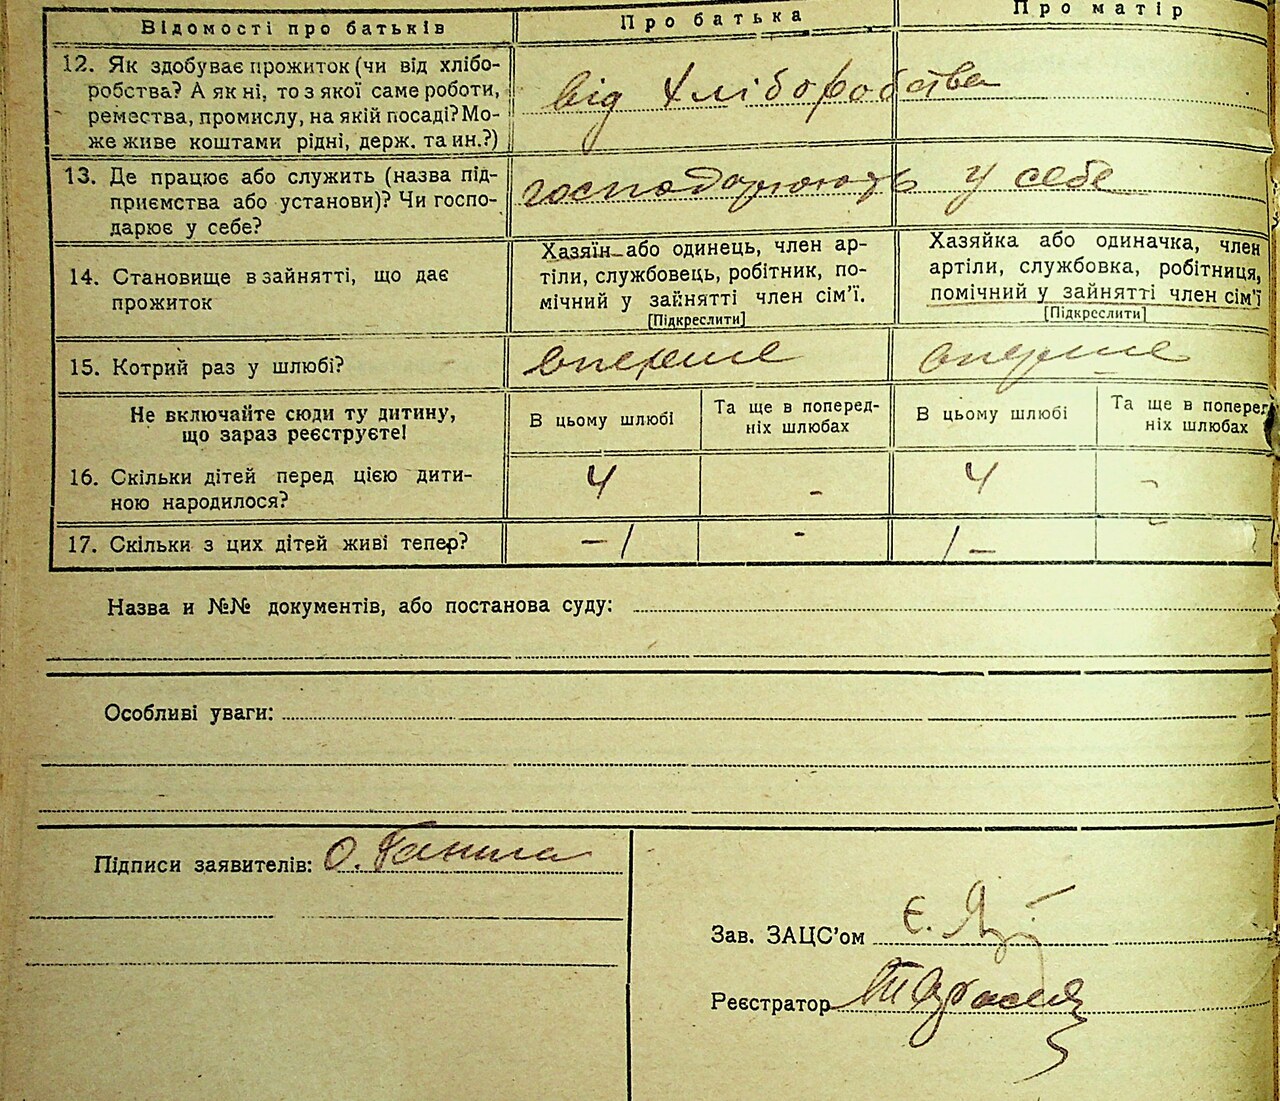 Відомості про батьків
Про батька
Про матір
12. Як здобуває прожиток (чи від хлібо-
робства? А як ні, то з якої саме роботи,
ремества, промислу, на якій посаді? Мо-
же живе коштами рідні, держ. та ин.?)
від хліборобства
13. Де працює або служить (назва під-
приємства або установи)? Чи госпо-
дарює у себе?
господарюють у себе
14. Становище в зайнятті, що дає
прожиток
Хазяїн або одинець, член ар-
тіли, службовець, робітник, по-
мічний у зайнятті член сім’ї.
[Підкреслити]
Хазяйка або одиначка, член
артіли, службовка, робітниця,
помічний у зайнятті член сім’ї
[Підкреслити]
15. Котрий раз у шлюбі?
вперше
вперше
Не включайте сюди ту дитину,
що зараз реєструєте!
В цьому шлюбі
Та ще в поперед-
ніх шлюбах
В цьому шлюбі
Та ще в поперед
ніх шлюбах
16. Скільки дітей перед цією дити-
ною народилося?
4
-
4
-
17. Скільки з цих дітей живі тепер?
– 1
-
1 –
-
Назва и №№ документів, або постанова суду:
Особливі уваги:
Підписи заявителів: О.
Зав. ЗАЦС’ом Є.
Реєстратор